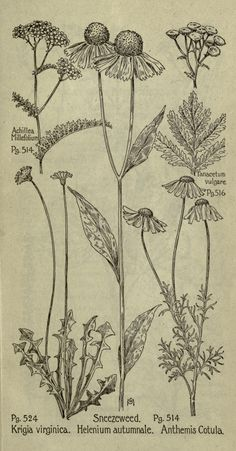 Achillea
Millefolium
Pg. 514
Tanacetum
vulgare.
Pg 516
Pg. 524 Sneezeweed. Pg. 514
Krigia virginica. Helenium autumnale. Anthemis Cotula.